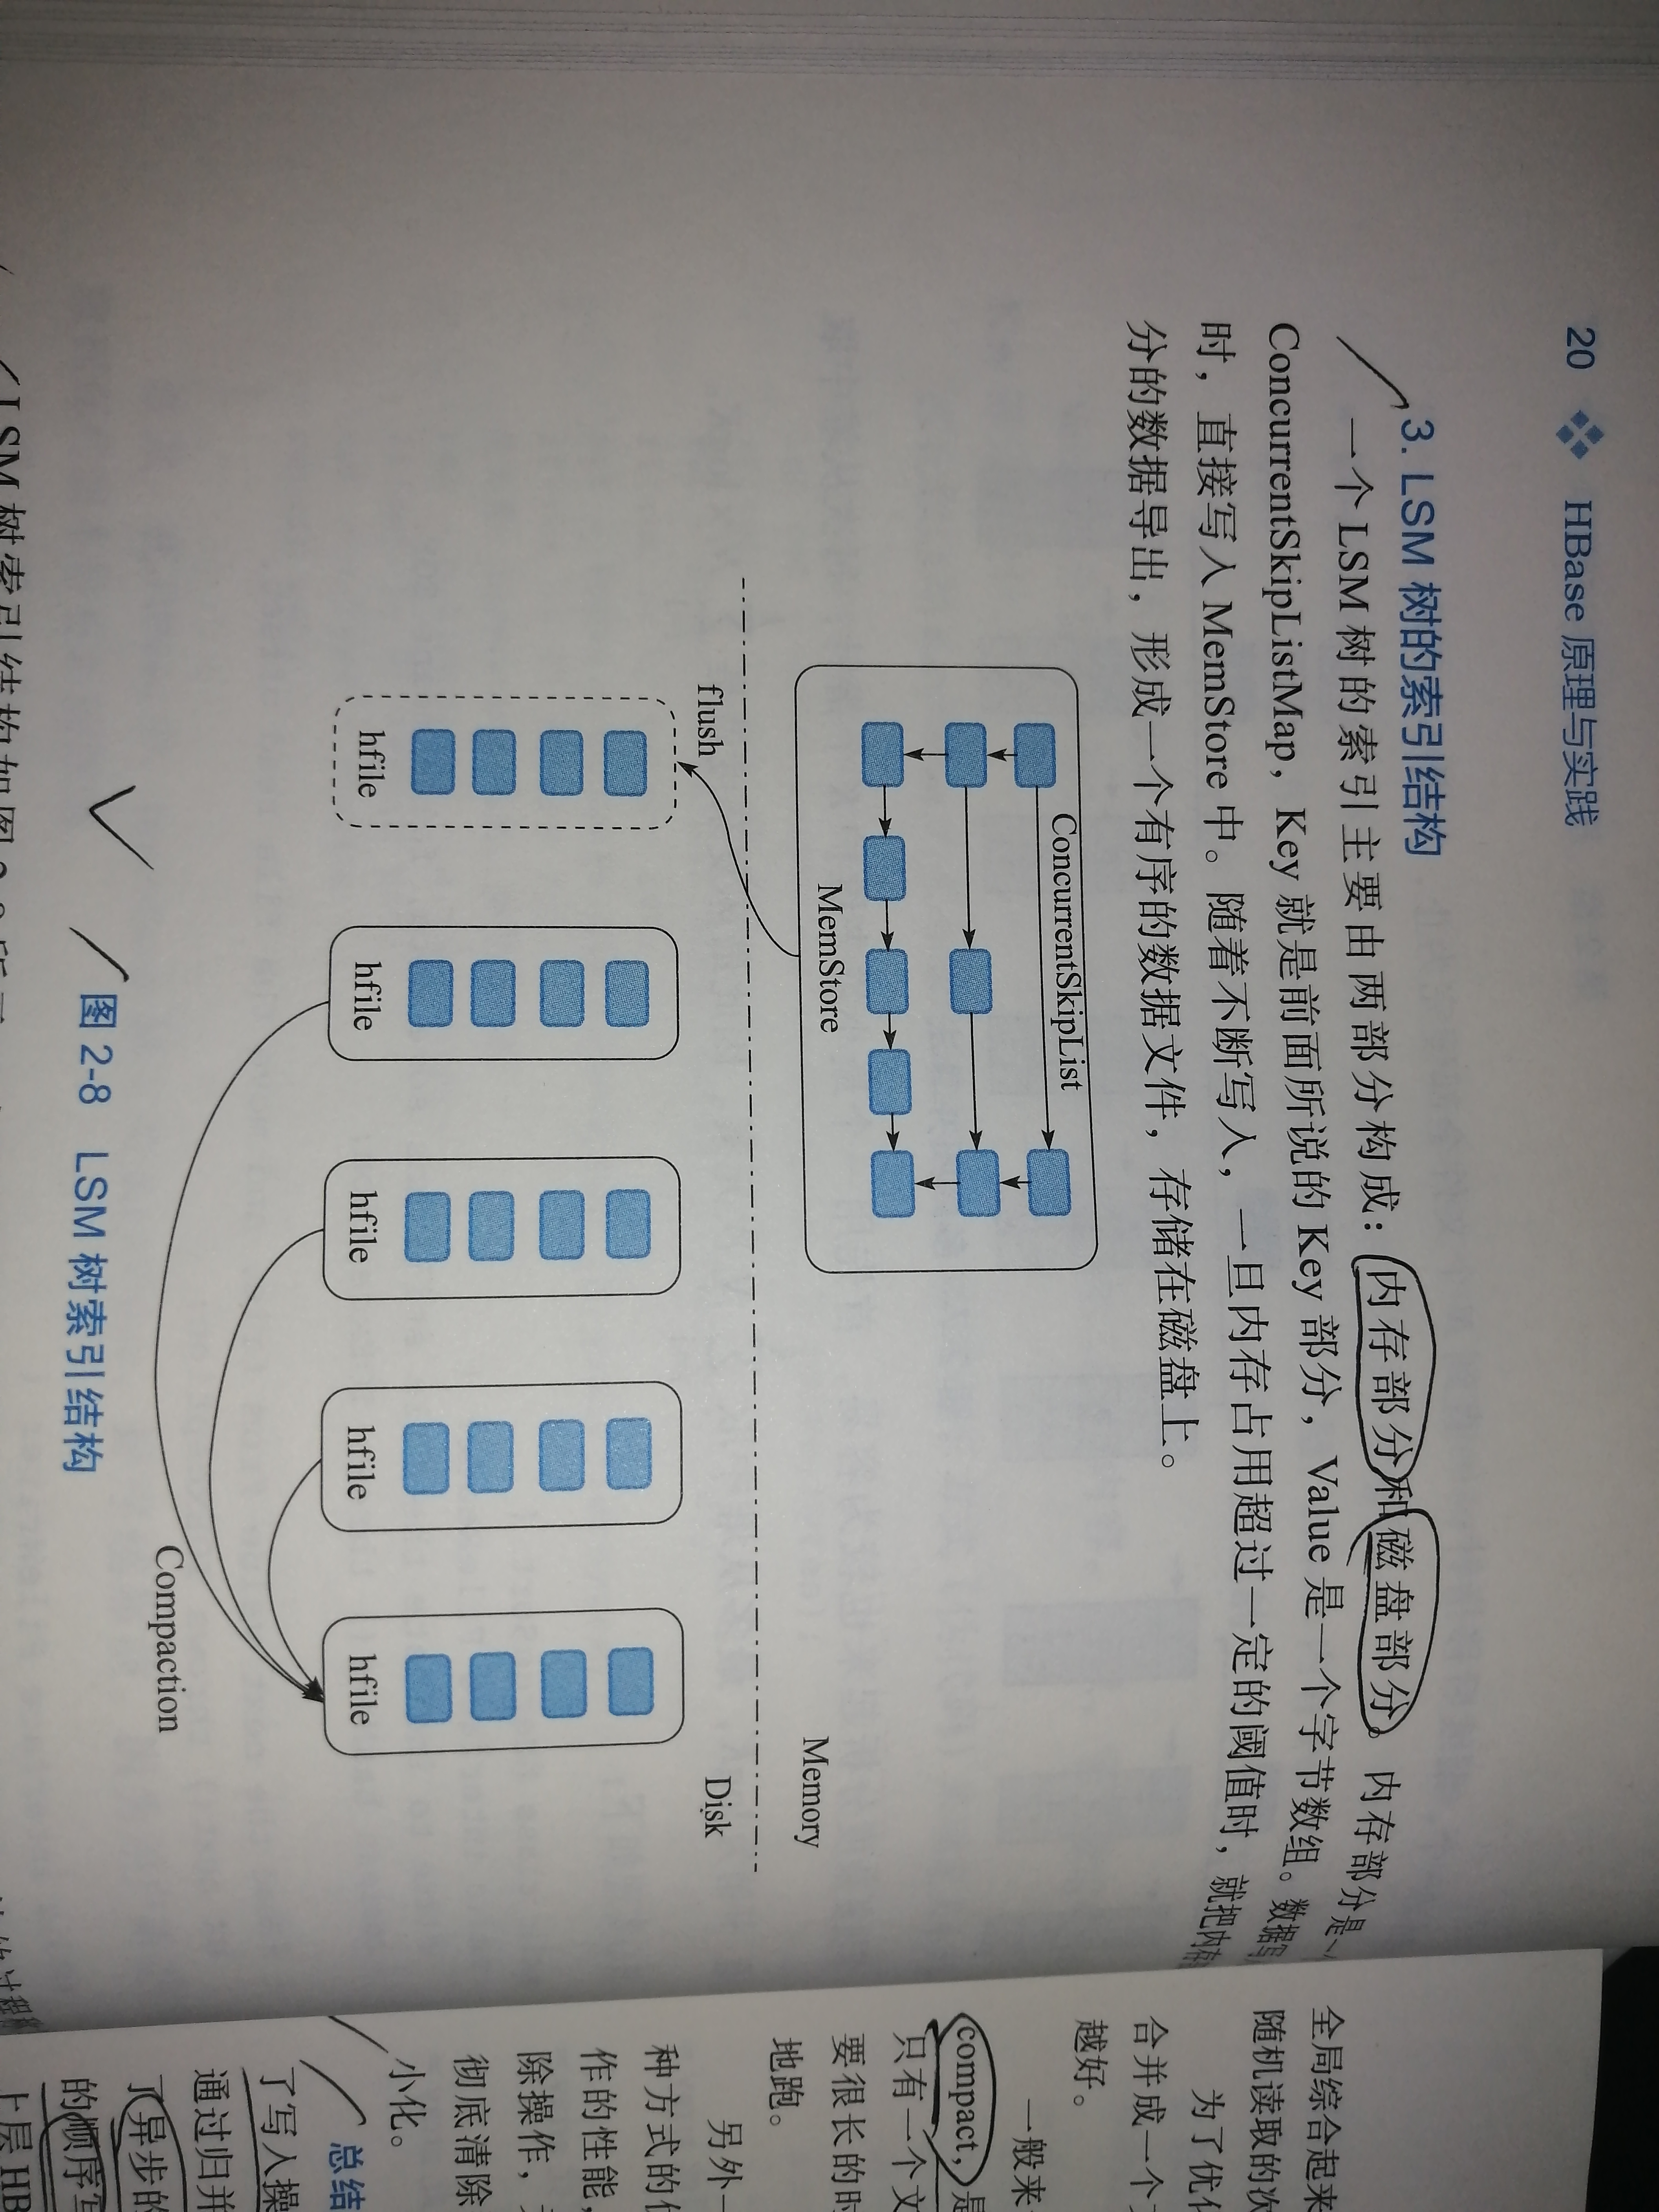 20 HBase 原理与实践
3. LSM 树的索引结构
一个 LSM 树的索引主要由两部分构成：内存部分和磁盘部分。内存部分是一个
ConcurrentSkipListMap，Key 就是前面所说的 Key 部分，Value 是一个字节数组。数据写入
时，直接写入 MemStore 中。随着不断写入，一旦内存占用超过一定的阈值时，就把内存
分的数据导出，形成一个有序的数据文件，存储在磁盘上。
ConcurrentSkipList
MemStore
Memory
flush
Disk
hfile
hfile
hfile
hfile
hfile
Compaction
图 2-8 LSM 树索引结构
LSM 树索引结构如图 2-8 所示
全局综合起来
随机读取的次
为了优化
合并成一个
越好。
一般来
compact，是
只有一个文
要很长的时
地跑。
另外一
种方式的
作的性能，
除操作，
彻底清除
小化。
总结
了写入操
通过归并
了异步的
的顺序写
上层 HB